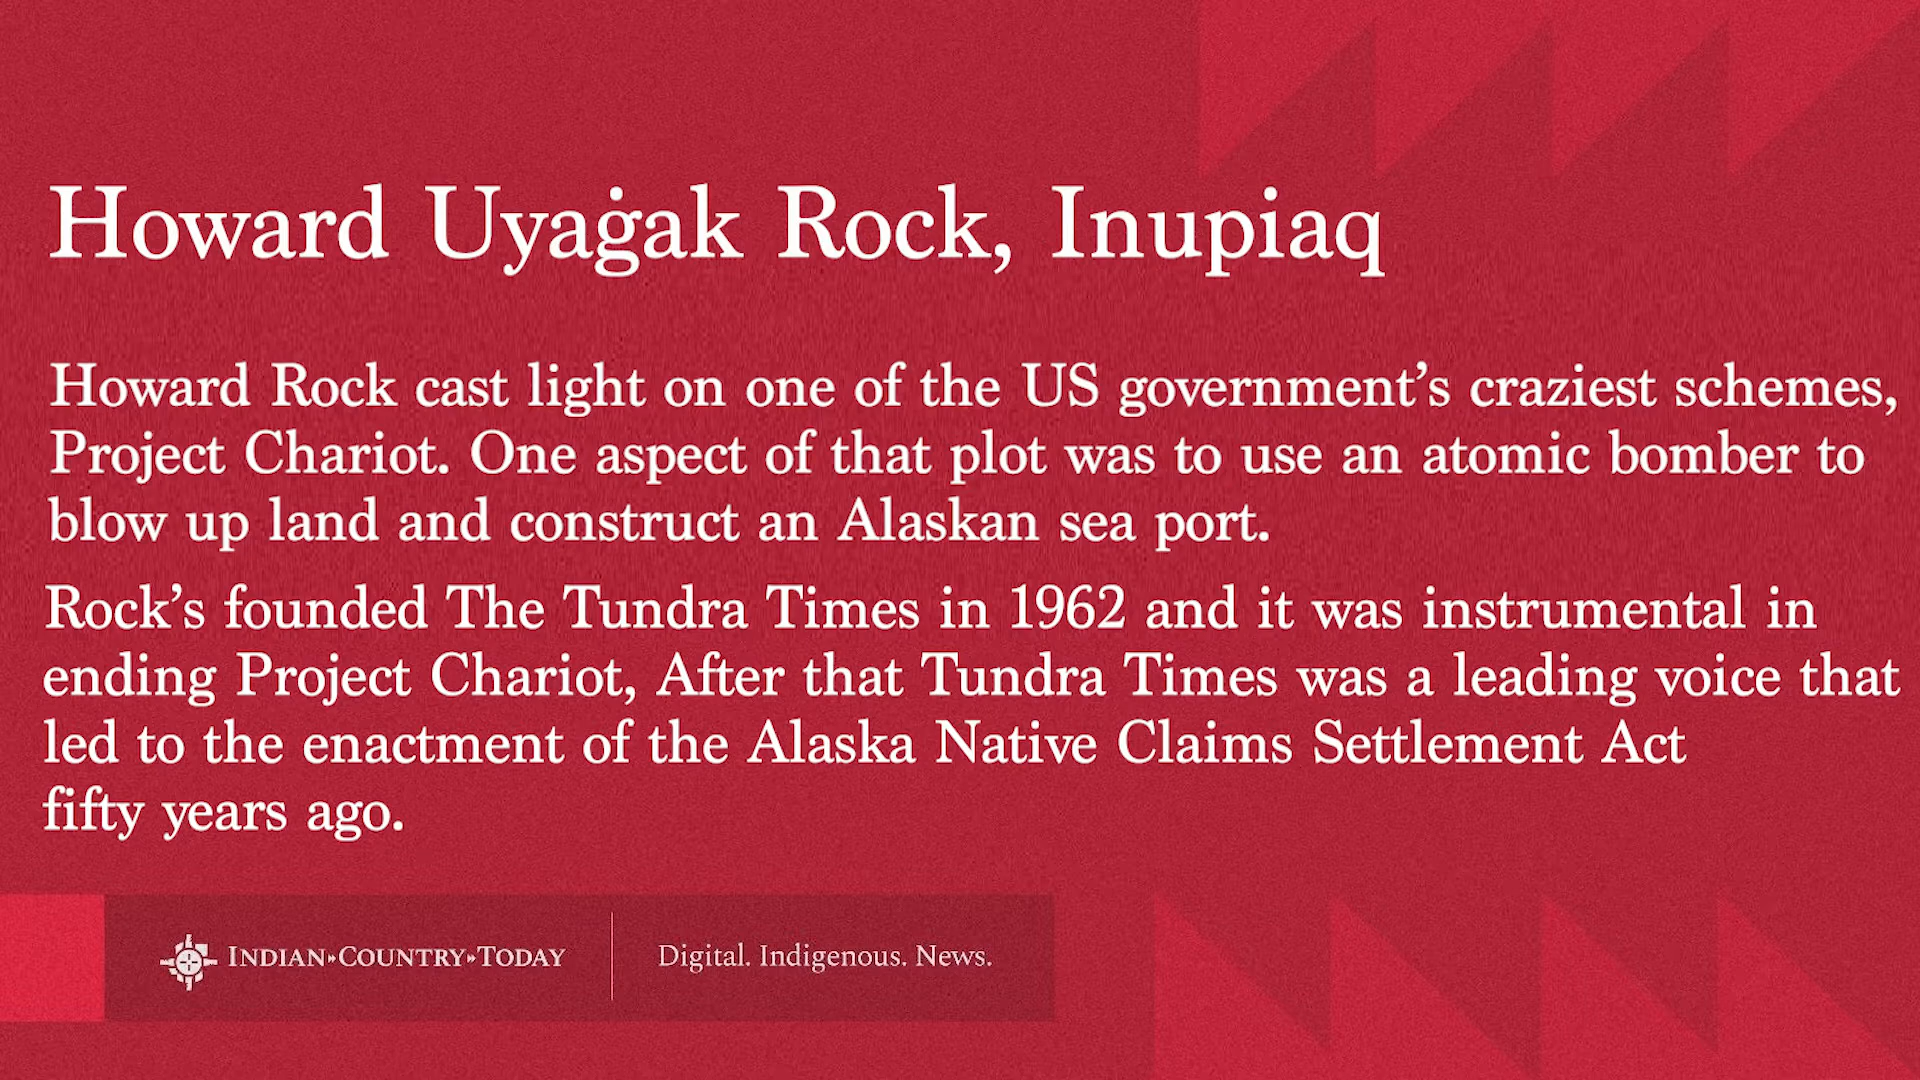 Howard Uyaġak Rock, Inupiaq
Howard Rock cast light on one of the US government’s craziest schemes,
Project Chariot. One aspect of that plot was to use an atomic bomber to
blow up land and construct an Alaskan sea port.
Rock’s founded The Tundra Times in 1962 and it was instrumental in
ending Project Chariot, After that Tundra Times was a leading voice that
led to the enactment of the Alaska Native Claims Settlement Act
fifty years ago.
INDIAN▸COUNTRY▸TODAY
Digital. Indigenous. News.